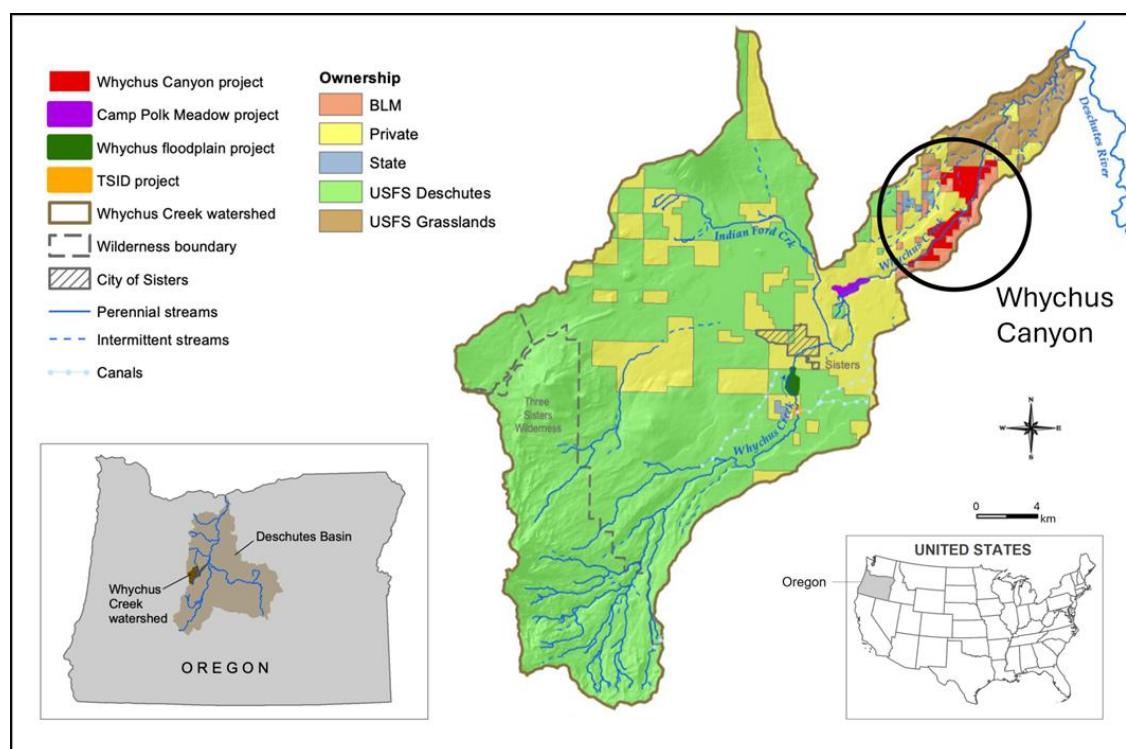 Whychus Canyon project
Camp Polk Meadow project
Whychus floodplain project
TSID project
Whychus Creek watershed
Wilderness boundary
City of Sisters
Perennial streams
Intermittent streams
Canals
Ownership
BLM
Private
State
USFS Deschutes
USFS Grasslands
Deschutes River
Indian Ford Crk
Whychus
Whychus
Canyon
Sisters
Three
Sisters
Wilderness
Whychus Creek
N
W
E
S
0
4
km
Deschutes Basin
Whychus
Creek
watershed
OREGON
UNITED STATES
Oregon